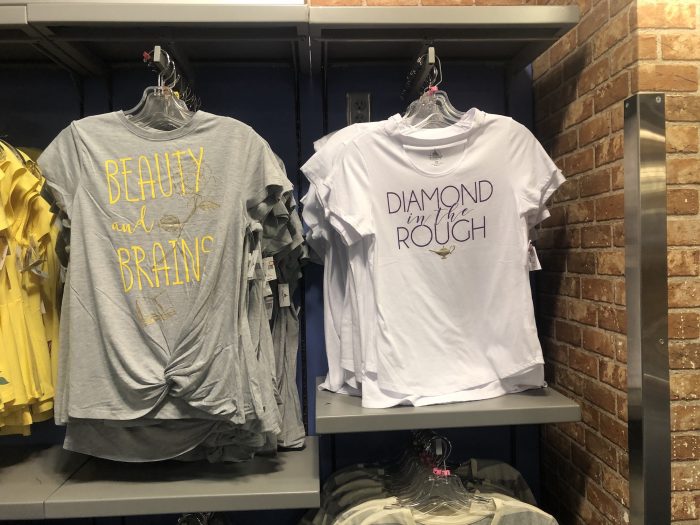 BEAUTY
and
BRAINS
DIAMOND
in the
ROUGH